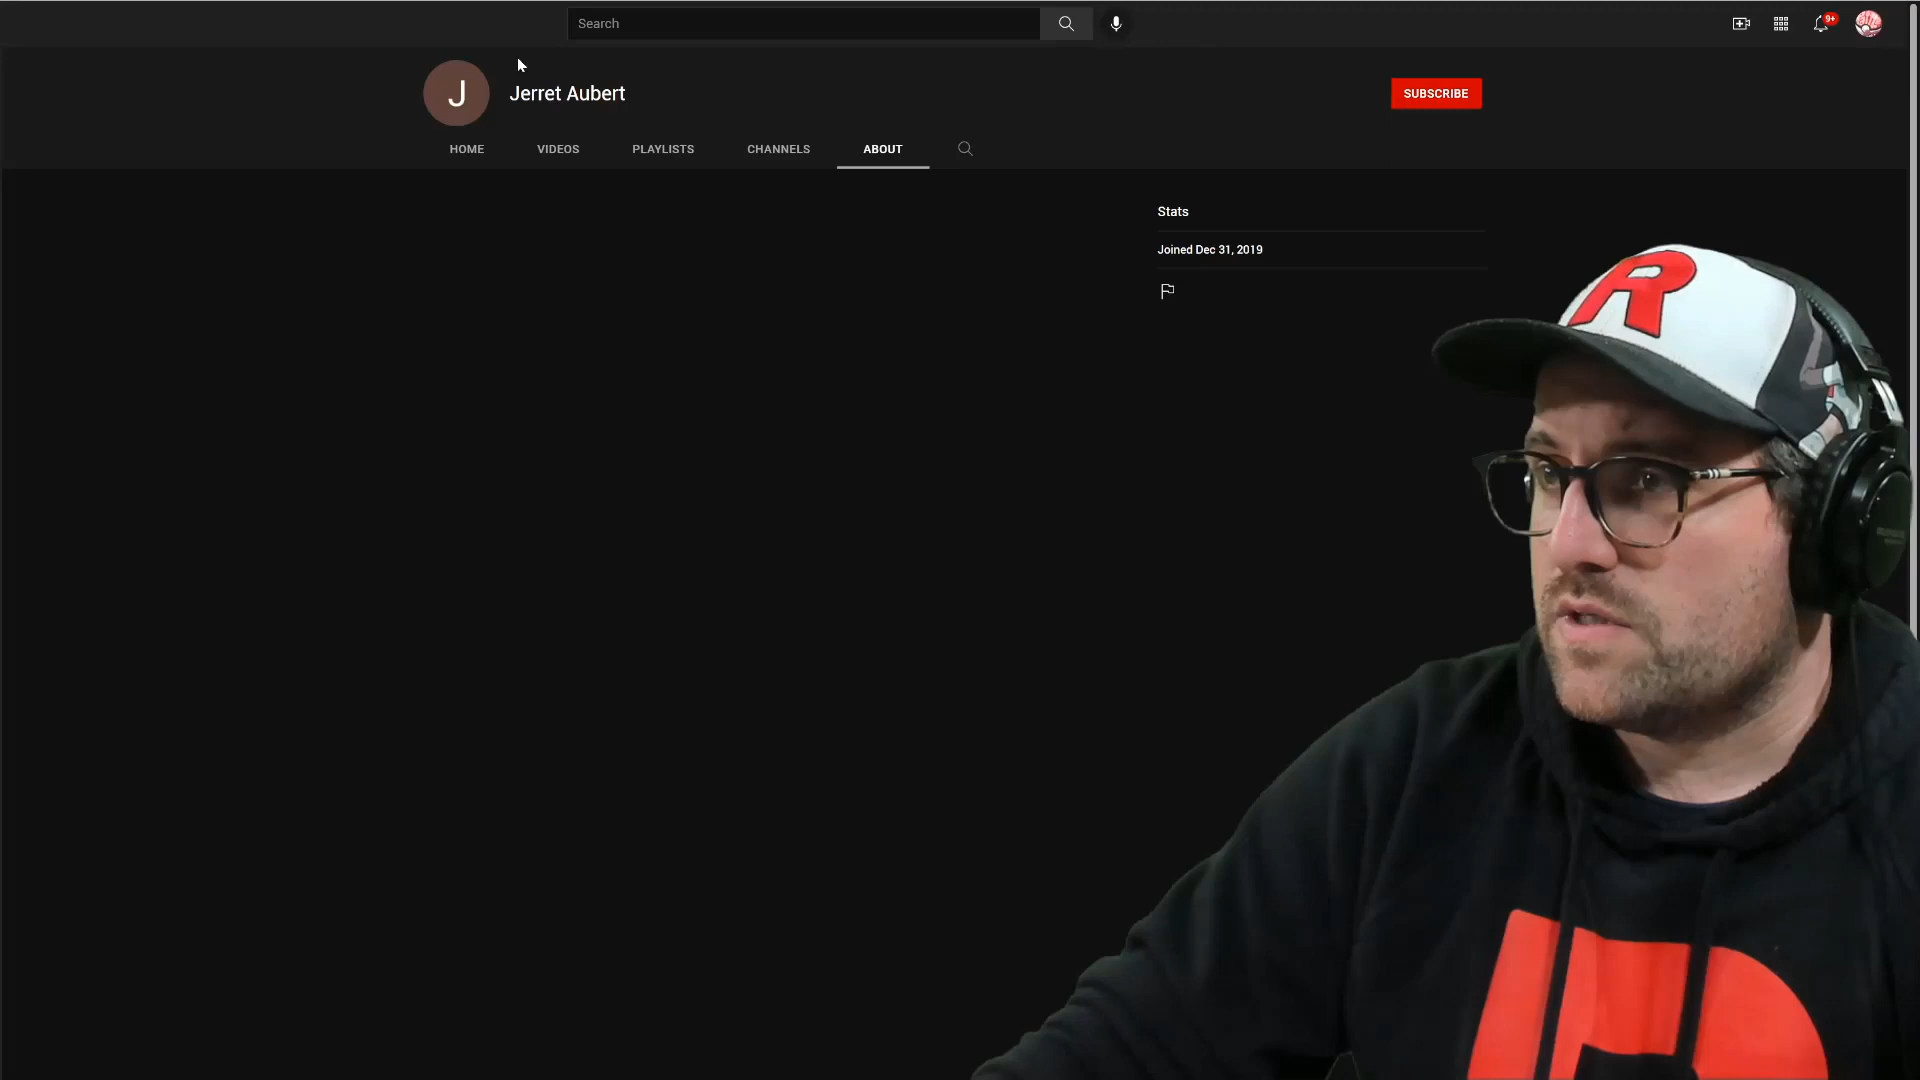 Search
9+
J
Jerret Aubert
SUBSCRIBE
HOME VIDEOS PLAYLISTS CHANNELS ABOUT
Stats
Joined Dec 31, 2019
R
R